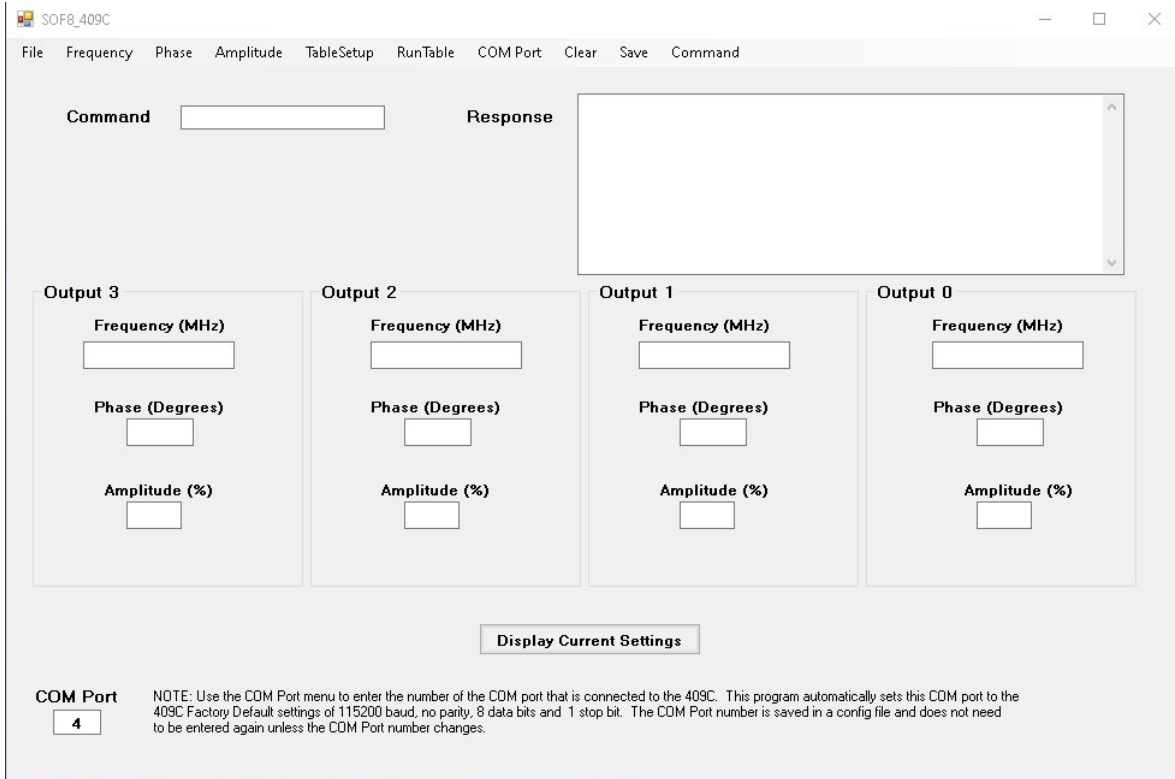 SOF8_409C
File Frequency Phase Amplitude TableSetup RunTable COM Port Clear Save Command
Command Response
Output 3 Output 2 Output 1 Output 0
Frequency (MHz) Frequency (MHz) Frequency (MHz) Frequency (MHz)
Phase (Degrees) Phase (Degrees) Phase (Degrees) Phase (Degrees)
Amplitude (%) Amplitude (%) Amplitude (%) Amplitude (%)
Display Current Settings
COM Port
4
NOTE: Use the COM Port menu to enter the number of the COM port that is connected to the 409C. This program automatically sets this COM port to the
409C Factory Default settings of 115200 baud, no parity, 8 data bits and 1 stop bit. The COM Port number is saved in a config file and does not need
to be entered again unless the COM Port number changes.